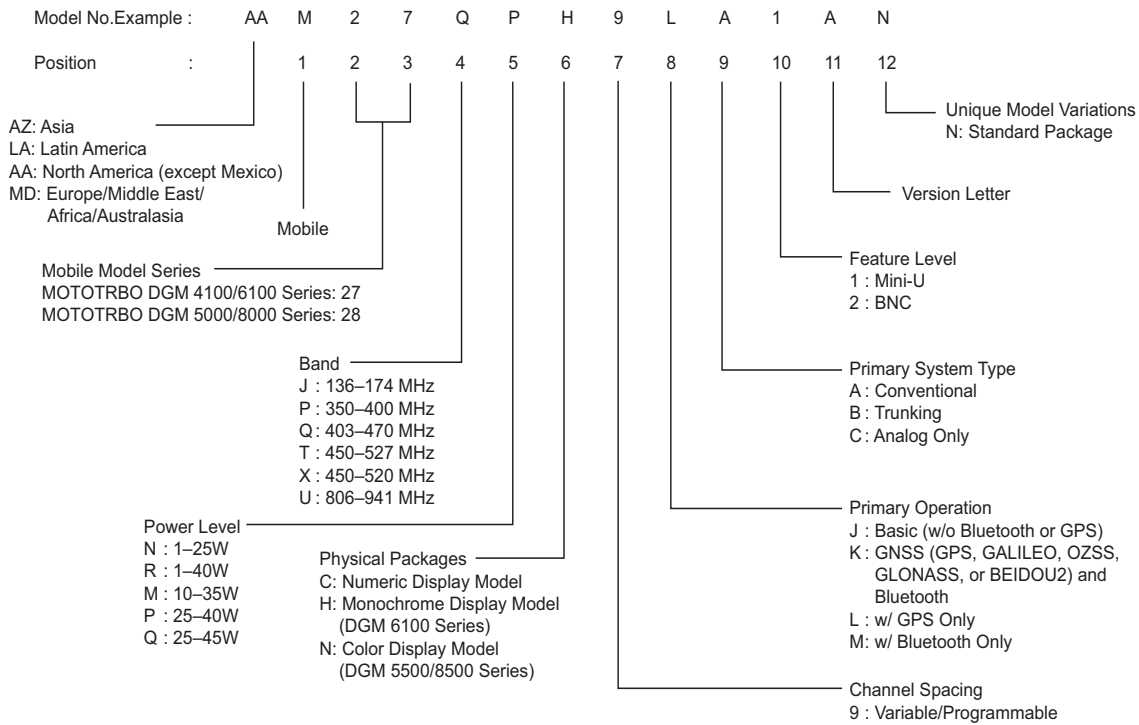 Model No.Example : AA M 2 7 Q P H 9 L A 1 A N
Position : 1 2 3 4 5 6 7 8 9 10 11 12
AZ: Asia
LA: Latin America
AA: North America (except Mexico)
MD: Europe/Middle East/
Africa/Australasia
Mobile
Mobile Model Series
MOTOTRBO DGM 4100/6100 Series: 27
MOTOTRBO DGM 5000/8000 Series: 28
Band
J : 136–174 MHz
P : 350–400 MHz
Q : 403–470 MHz
T : 450–527 MHz
X : 450–520 MHz
U : 806–941 MHz
Power Level
N : 1–25W
R : 1–40W
M : 10–35W
P : 25–40W
Q : 25–45W
Physical Packages
C: Numeric Display Model
H: Monochrome Display Model
(DGM 6100 Series)
N: Color Display Model
(DGM 5500/8500 Series)
Unique Model Variations
N: Standard Package
Version Letter
Feature Level
1 : Mini-U
2 : BNC
Primary System Type
A : Conventional
B : Trunking
C : Analog Only
Primary Operation
J : Basic (w/o Bluetooth or GPS)
K : GNSS (GPS, GALILEO, OZSS,
GLONASS, or BEIDOU2) and
Bluetooth
L : w/ GPS Only
M: w/ Bluetooth Only
Channel Spacing
9 : Variable/Programmable